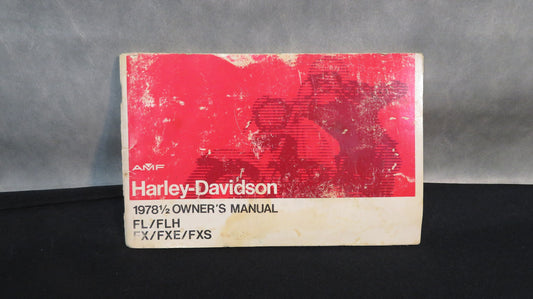 AMF
Harley-Davidson
1978½ OWNER'S MANUAL
FL/FLH
FX/FXE/FXS